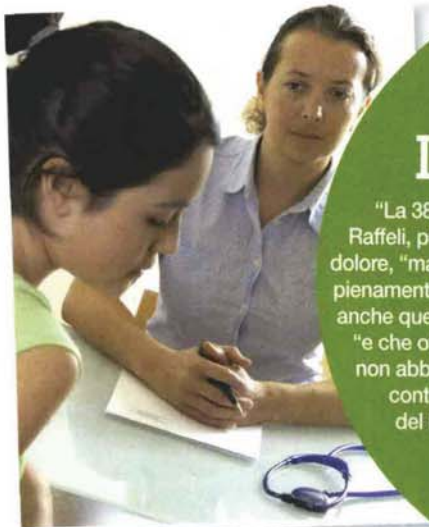 "La 38
Raffeli, p
dolore, "ma
pienament
anche que
"e che o
non abb
cont
del